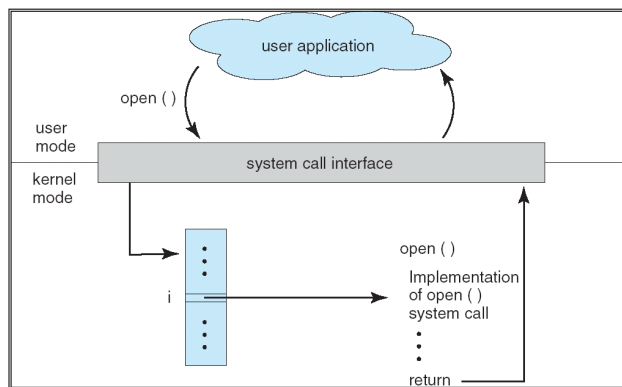 user application
open ( )
user
mode
system call interface
kernel
mode
open ( )
i
Implementation
of open ( )
system call
return